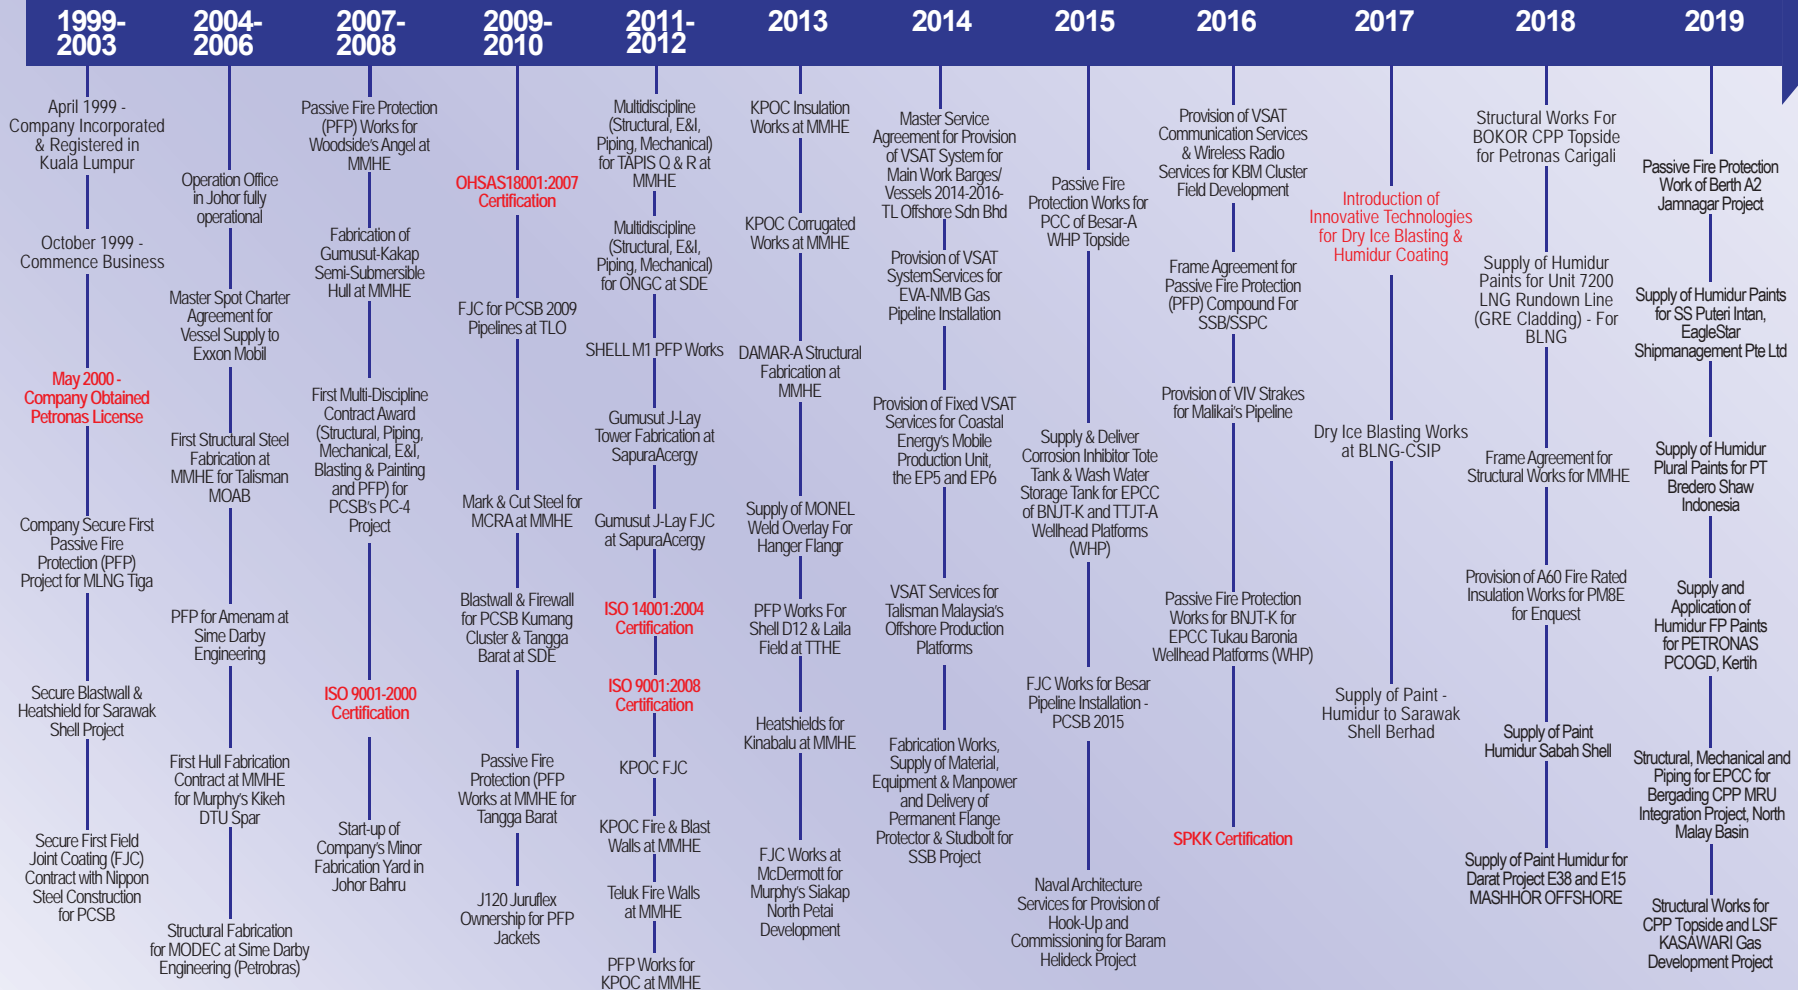 1999-
2003
April 1999 -
Company Incorporated
& Registered in
Kuala Lumpur
October 1999 -
Commence Business
May 2000 -
Company Obtained
Petronas License
Company Secure First
Passive Fire
Protection (PFP)
Project for MLNG Tiga
Secure Blastwall &
Heatshield for Sarawak
Shell Project
Secure First Field
Joint Coating (FJC)
Contract with Nippon
Steel Construction
for PCSB
2004-
2006
Operation Office
in Johor fully
operational
Master Spot Charter
Agreement for
Vessel Supply to
Exxon Mobil
First Structural Steel
Fabrication at
MMHE for Talisman
MOAB
PFP for Amenam at
Sime Darby
Engineering
First Hull Fabrication
Contract at MMHE
for Murphy's Kikeh
DTU Spar
Structural Fabrication
for MODEC at Sime Darby
Engineering (Petrobras)
2007-
2008
Passive Fire Protection
(PFP) Works for
Woodside's Angel at
MMHE
Fabrication of
Gumusut-Kakap
Semi-Submersible
Hull at MMHE
First Multi-Discipline
Contract Award
(Structural, Piping,
Mechanical, E&I,
Blasting & Painting
and PFP) for
PCSB's PC-4
Project
ISO 9001-2000
Certification
Start-up of
Company's Minor
Fabrication Yard in
Johor Bahru
2009-
2010
OHSAS18001:2007
Certification
FJC for PCSB 2009
Pipelines at TLO
Mark & Cut Steel for
MCRA at MMHE
Blastwall & Firewall
for PCSB Kumang
Cluster & Tangga
Barat at SDE
Passive Fire
Protection (PFP
Works at MMHE for
Tangga Barat
J120 Juruflex
Ownership for PFP
Jackets
2011-
2012
Multidiscipline
(Structural, E&I,
Piping, Mechanical)
for TAPIS Q & R at
MMHE
Multidiscipline
(Structural, E&I,
Piping, Mechanical)
for ONGC at SDE
SHELL M1 PFP Works
Gumusut J-Lay
Tower Fabrication at
SapuraAcergy
Gumusut J-Lay FJC
at SapuraAcergy
ISO 14001:2004
Certification
ISO 9001:2008
Certification
KPOC FJC
KPOC Fire & Blast
Walls at MMHE
Teluk Fire Walls
at MMHE
PFP Works for
KPOC at MMHE
2013
KPOC Insulation
Works at MMHE
KPOC Corrugated
Works at MMHE
DAMAR-A Structural
Fabrication at
MMHE
Supply of MONEL
Weld Overlay For
Hanger Flangr
PFP Works For
Shell D12 & Laila
Field at TTHE
Heatshields for
Kinabalu at MMHE
FJC Works at
McDermott for
Murphy's Siakap
North Petai
Development
2014
Master Service
Agreement for Provision
of VSAT System for
Main Work Barges/
Vessels 2014-2016-
TL Offshore Sdn Bhd
Provision of VSAT
SystemServices for
EVA-NMB Gas
Pipeline Installation
Provision of Fixed VSAT
Services for Coastal
Energy's Mobile
Production Unit,
the EP5 and EP6
VSAT Services for
Talisman Malaysia's
Offshore Production
Platforms
Fabrication Works,
Supply of Material,
Equipment & Manpower
and Delivery of
Permanent Flange
Protector & Studbolt for
SSB Project
2015
Passive Fire
Protection Works for
PCC of Besar-A
WHP Topside
Supply & Deliver
Corrosion Inhibitor Tote
Tank & Wash Water
Storage Tank for EPCC
of BNJT-K and TTJT-A
Wellhead Platforms
(WHP)
FJC Works for Besar
Pipeline Installation -
PCSB 2015
Naval Architecture
Services for Provision of
Hook-Up and
Commissioning for Baram
Helideck Project
2016
Provision of VSAT
Communication Services
& Wireless Radio
Services for KBM Cluster
Field Development
Frame Agreement for
Passive Fire Protection
(PFP) Compound For
SSB/SSPC
Provision of VIV Strakes
for Malikai's Pipeline
Passive Fire Protection
Works for BNJT-K for
EPCC Tukau Baronia
Wellhead Platforms (WHP)
SPKK Certification
2017
Introduction of
Innovative Technologies
for Dry Ice Blasting &
Humidur Coating
Dry Ice Blasting Works
at BLNG-CSIP
Supply of Paint -
Humidur to Sarawak
Shell Berhad
2018
Structural Works For
BOKOR CPP Topside
for Petronas Carigali
Supply of Humidur
Paints for Unit 7200
LNG Rundown Line
(GRE Cladding) - For
BLNG
Frame Agreement for
Structural Works for MMHE
Provision of A60 Fire Rated
Insulation Works for PM8E
for Enquest
Supply of Paint
Humidur Sabah Shell
Supply of Paint Humidur for
Darat Project E38 and E15
MASHHOR OFFSHORE
2019
Passive Fire Protection
Work of Berth A2
Jamnagar Project
Supply of Humidur Paints
for SS Puteri Intan,
EagleStar
Shipmanagement Pte Ltd
Supply of Humidur
Plural Paints for PT
Bredero Shaw
Indonesia
Supply and
Application of
Humidur FP Paints
for PETRONAS
PCOGD, Kertih
Structural, Mechanical and
Piping for EPCC for
Bergading CPP MRU
Integration Project, North
Malay Basin
Structural Works for
CPP Topside and LSF
KASAWARI Gas
Development Project